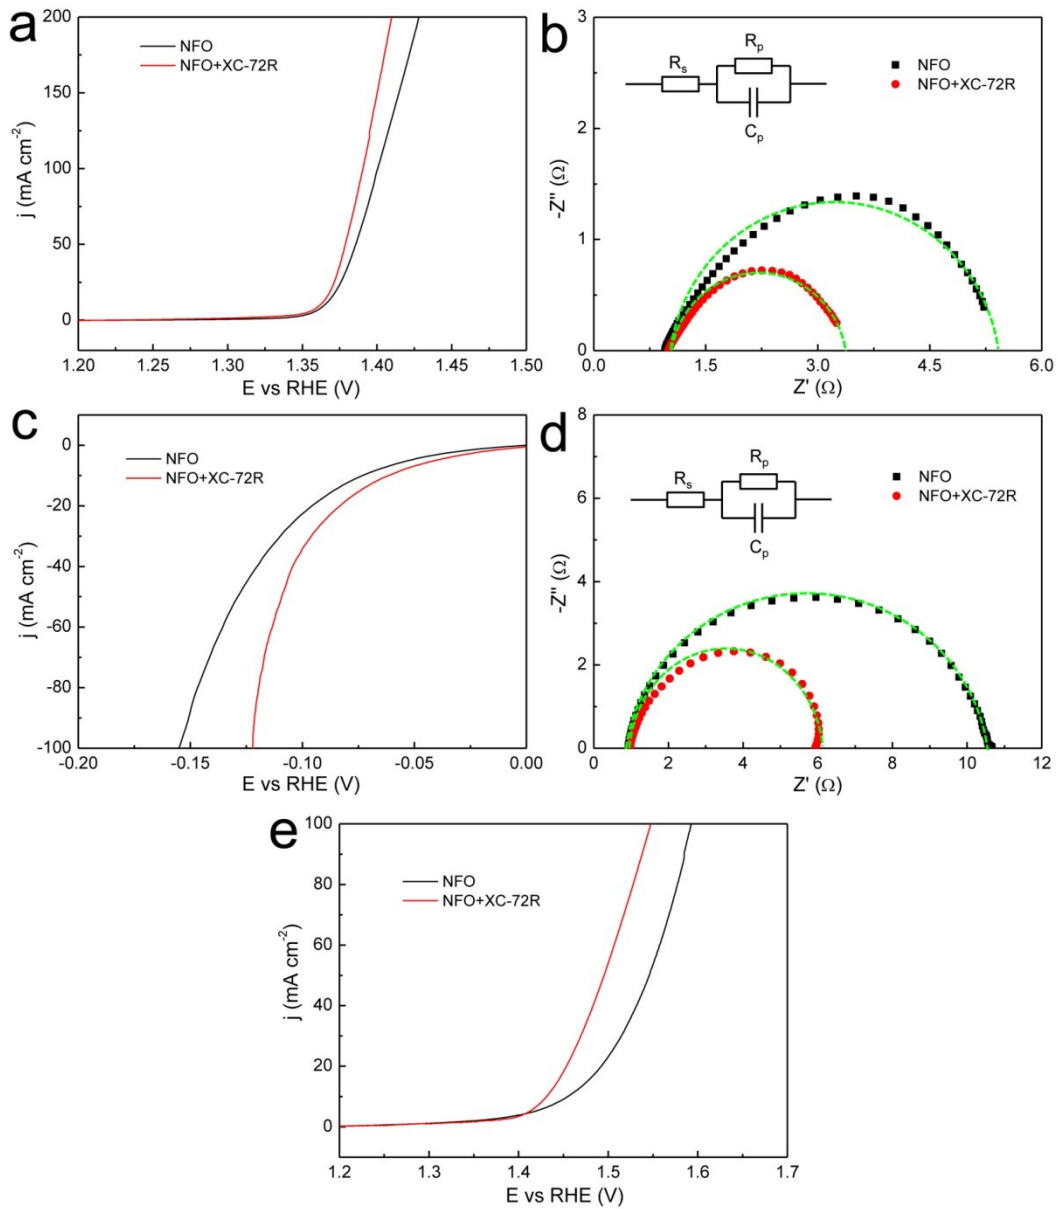 a
NFO
NFO+XC-72R
200
150
100
50
0
j (mA cm⁻²)
1.20 1.25 1.30 1.35 1.40 1.45 1.50
E vs RHE (V)
b
Rₛ
Rₚ
Cₚ
NFO
NFO+XC-72R
3
2
1
0
-Z'' (Ω)
0.0 1.5 3.0 4.5 6.0
Z' (Ω)
c
NFO
NFO+XC-72R
0
-20
-40
-60
-80
-100
j (mA cm⁻²)
-0.20 -0.15 -0.10 -0.05 0.00
E vs RHE (V)
d
Rₛ
Rₚ
Cₚ
NFO
NFO+XC-72R
8
6
4
2
0
-Z'' (Ω)
0 2 4 6 8 10 12
Z' (Ω)
e
NFO
NFO+XC-72R
100
80
60
40
20
0
j (mA cm⁻²)
1.2 1.3 1.4 1.5 1.6 1.7
E vs RHE (V)